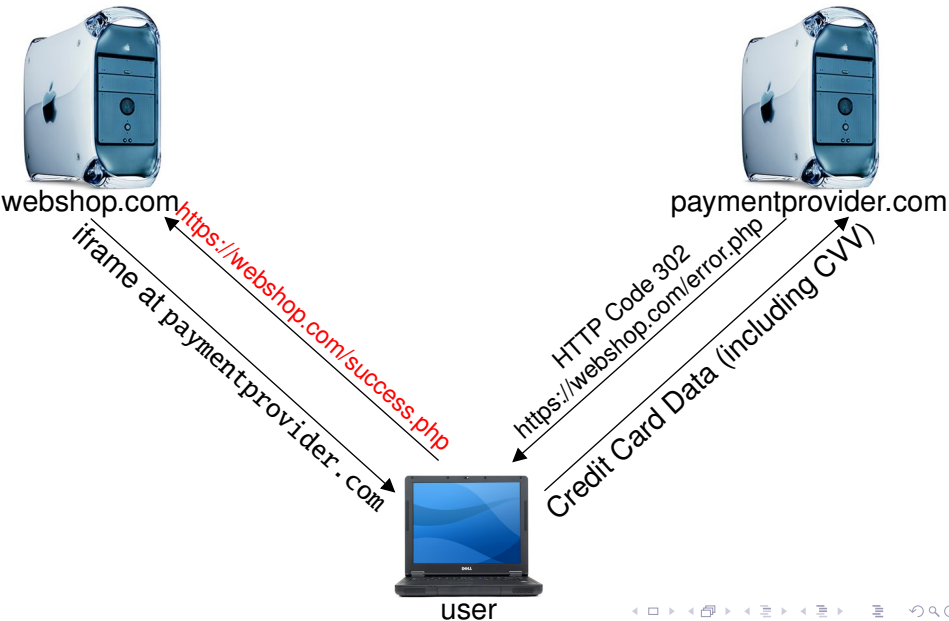 webshop.com
paymentprovider.com
https://webshop.com/success.php
iframe at paymentprovider.com
HTTP Code 302
https://webshop.com/error.php
Credit Card Data (including CVV)
DELL
user